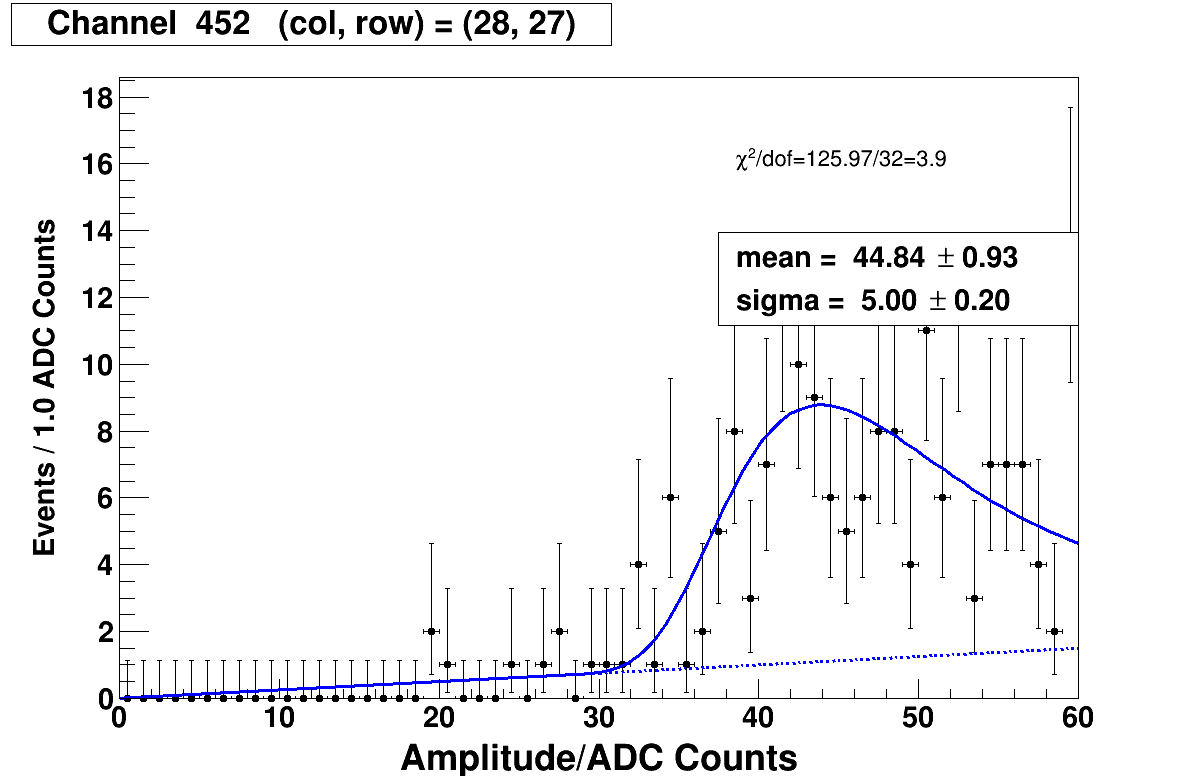 Channel 452 (col, row) = (28, 27)
18
16
14
12
10
8
6
4
2
0
Events / 1.0 ADC Counts
χ²/dof=125.97/32=3.9
mean = 44.84 ± 0.93
sigma = 5.00 ± 0.20
0 10 20 30 40 50 60
Amplitude/ADC Counts